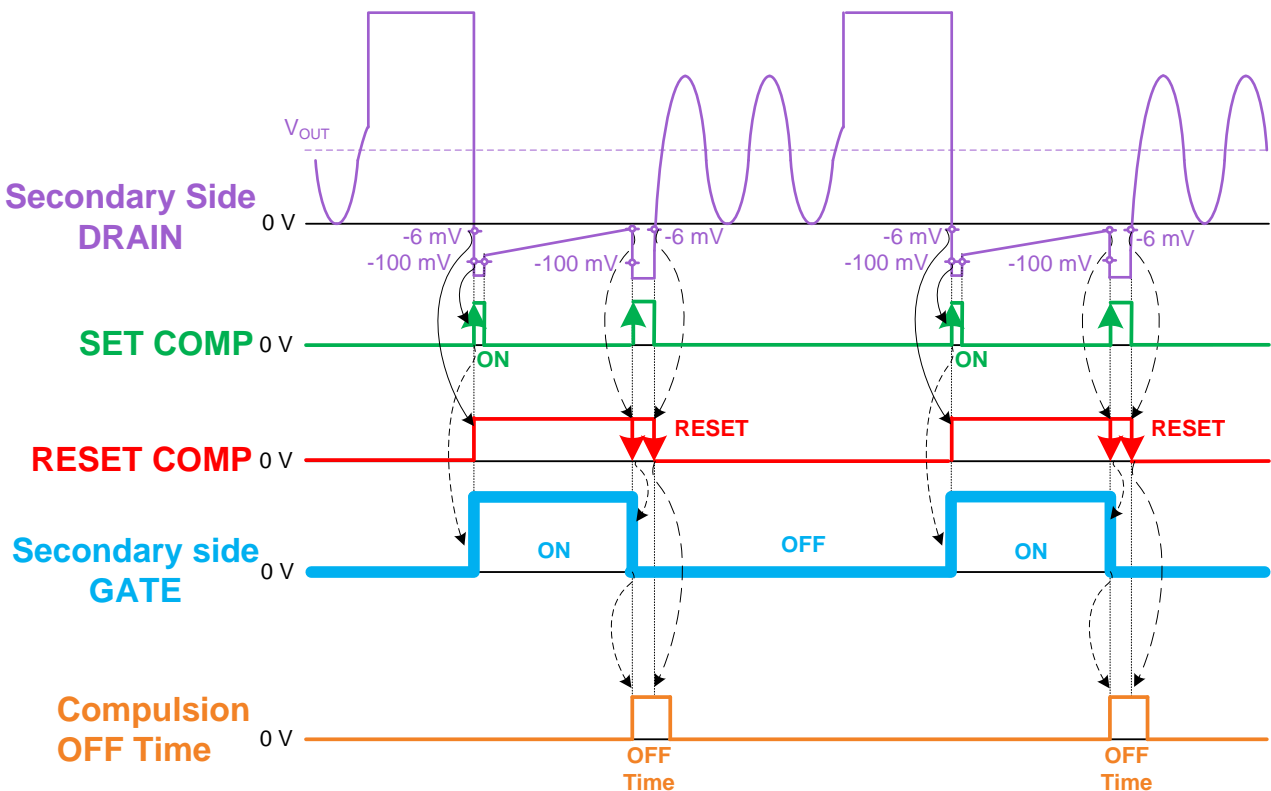 V_OUT
Secondary Side
DRAIN
0 V
-6 mV
-100 mV
-100 mV
-6 mV
-6 mV
-100 mV
-100 mV
-6 mV
SET COMP
0 V
ON
ON
RESET COMP
0 V
RESET
RESET
Secondary side
GATE
0 V
ON
OFF
ON
Compulsion
OFF Time
0 V
OFF
Time
OFF
Time